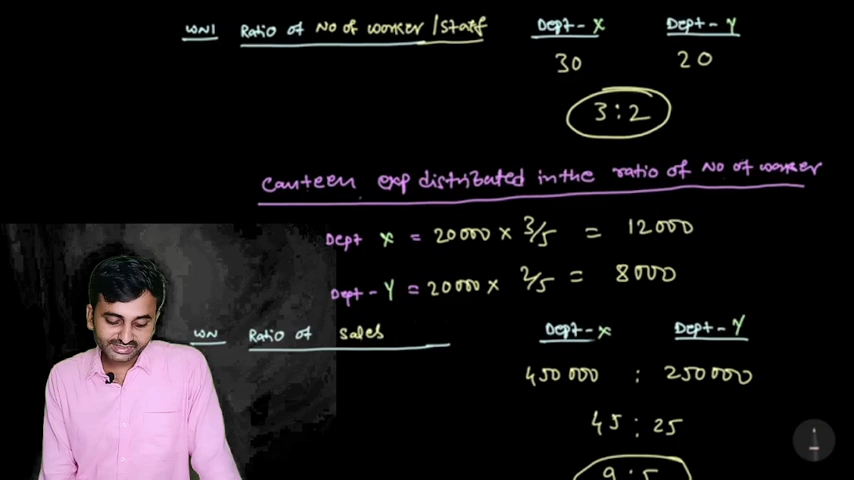 WN1 Ratio of No of worker/Staff Dept-X Dept-Y
30 20
3:2
canteen exp distributed in the ratio of No of worker
Dept X = 20000 × 3/5 = 12000
Dept-Y = 20000 × 2/5 = 8000
WN Ratio of sales Dept-X Dept-Y
450000 : 250000
45 : 25
9:5